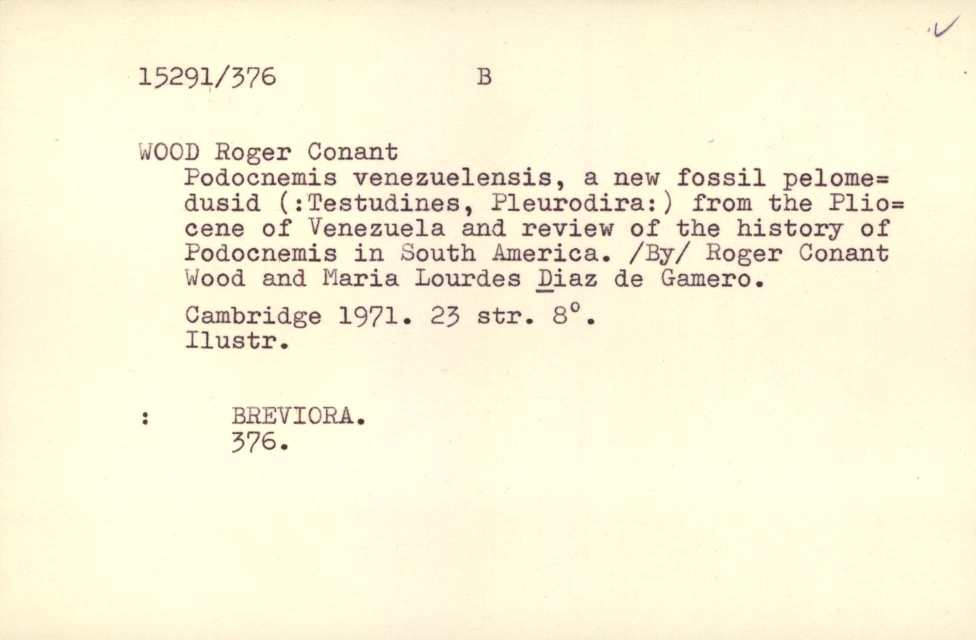 15291/376 B
WOOD Roger Conant
Podocnemis venezuelensis, a new fossil pelome=
dusid (:Testudines, Pleurodira:) from the Plio=
cene of Venezuela and review of the history of
Podocnemis in South America. /By/ Roger Conant
Wood and Maria Lourdes Diaz de Gamero.
Cambridge 1971. 23 str. 8°.
Ilustr.
: BREVIORA.
376.